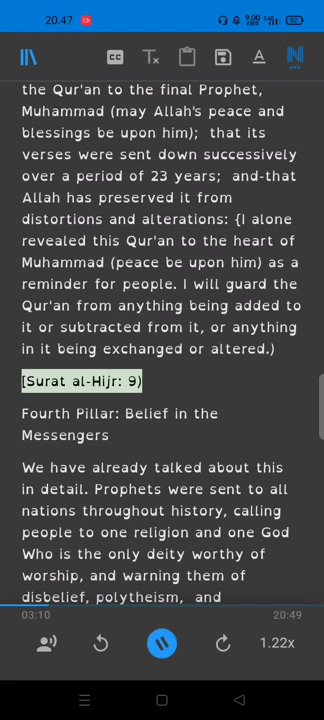 20.47
9,00
KB/S
62
CC
the Qur'an to the final Prophet,
Muhammad (may Allah's peace and
blessings be upon him);  that its
verses were sent down successively
over a period of 23 years;  and-that
Allah has preserved it from
distortions and alterations: {I alone
revealed this Qur'an to the heart of
Muhammad (peace be upon him) as a
reminder for people. I will guard the
Qur'an from anything being added to
it or subtracted from it, or anything
in it being exchanged or altered.)
[Surat al-Hijr: 9)
Fourth Pillar: Belief in the
Messengers
We have already talked about this
in detail. Prophets were sent to all
nations throughout history, calling
people to one religion and one God
Who is the only deity worthy of
worship, and warning them of
disbelief, polytheism,  and
03:10
20:49
1.22x